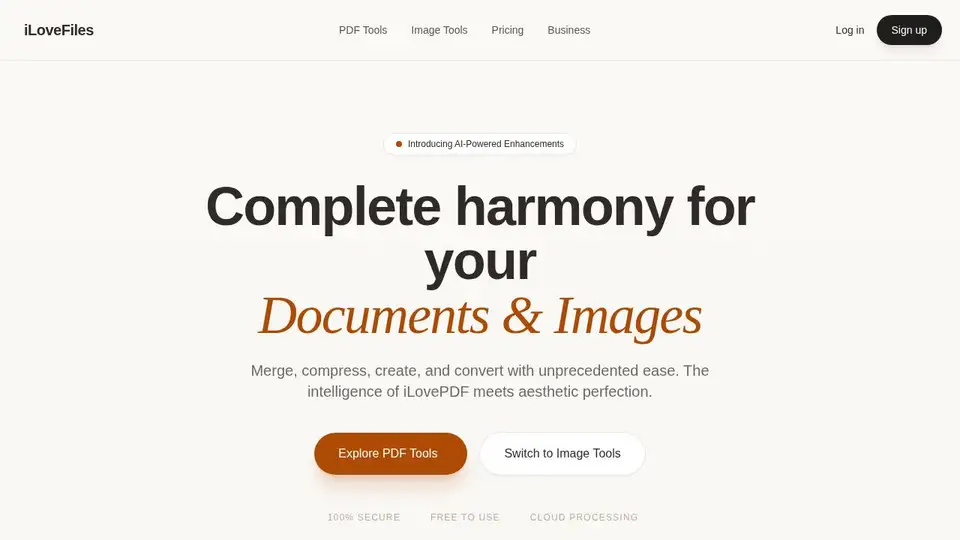 iLoveFiles
PDF Tools
Image Tools
Pricing
Business
Log in
Sign up
Introducing AI-Powered Enhancements
Complete harmony for
your
Documents & Images
Merge, compress, create, and convert with unprecedented ease. The
intelligence of iLovePDF meets aesthetic perfection.
Explore PDF Tools
Switch to Image Tools
100% SECURE
FREE TO USE
CLOUD PROCESSING